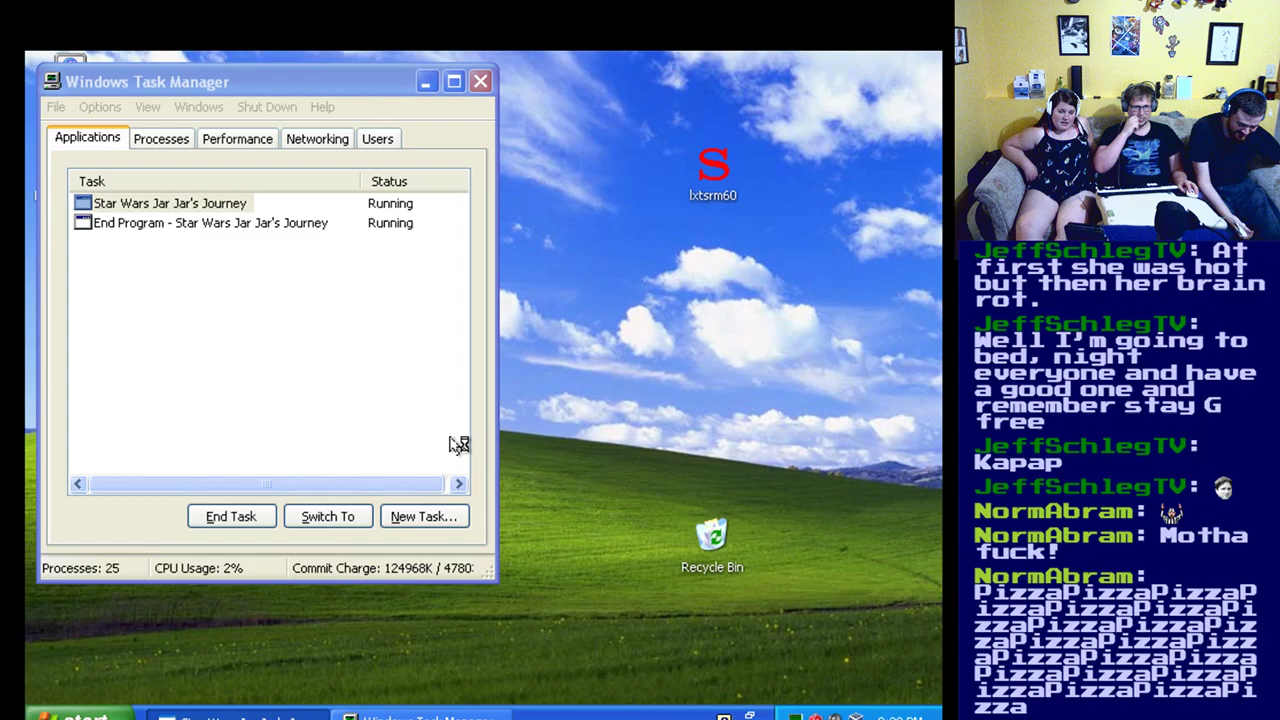 Windows Task Manager
File Options View Windows Shut Down Help
Applications Processes Performance Networking Users
Task Status
Star Wars Jar Jar's Journey Running
End Program - Star Wars Jar Jar's Journey Running
End Task Switch To New Task...
Processes: 25 CPU Usage: 2% Commit Charge: 124968K / 4780
S
lxtsrm60
Recycle Bin
start
Windows Task Manager
JeffSchlegTV: At
first she was hot
but then her brain
rot.
JeffSchlegTV:
Well I'm going to
bed, night
everyone and have
a good one and
remember stay G
free
JeffSchlegTV:
Kapap
JeffSchlegTV:
NormAbram:
NormAbram: Motha
fuck!
NormAbram:
PizzaPizzaPizzaP
izzaPizzaPizzaPi
zzaPizzaPizzaPiz
zaPizzaPizzaPizz
aPizzaPizzaPizza
PizzaPizzaPizzaP
izzaPizzaPizzaPi
zza